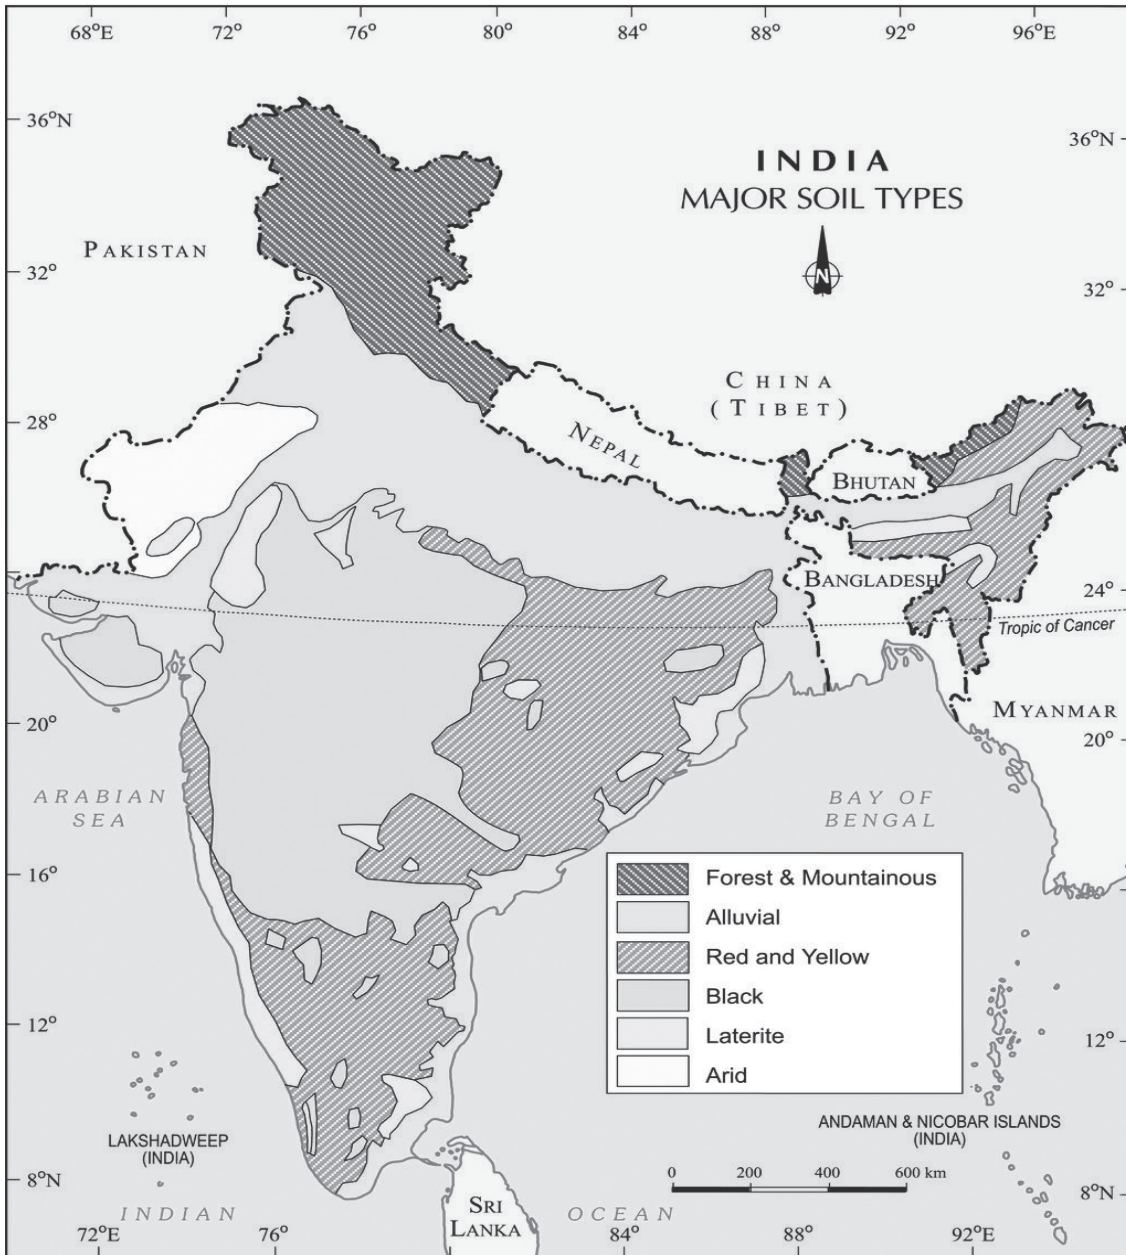 68°E 72° 76° 80° 84° 88° 92° 96°E
36°N
36°N
INDIA
MAJOR SOIL TYPES
N
PAKISTAN
32°
32°
CHINA
(TIBET)
28°
28°
NEPAL
BHUTAN
BANGLADESH
24°
Tropic of Cancer
MYANMAR
20°
20°
ARABIAN
SEA
BAY OF
BENGAL
16°
Forest & Mountainous
Alluvial
Red and Yellow
Black
Laterite
Arid
12°
12°
LAKSHADWEEP
(INDIA)
ANDAMAN & NICOBAR ISLANDS
(INDIA)
0 200 400 600 km
8°N
8°N
SRI
LANKA
INDIAN OCEAN
72°E 76° 84° 88° 92°E